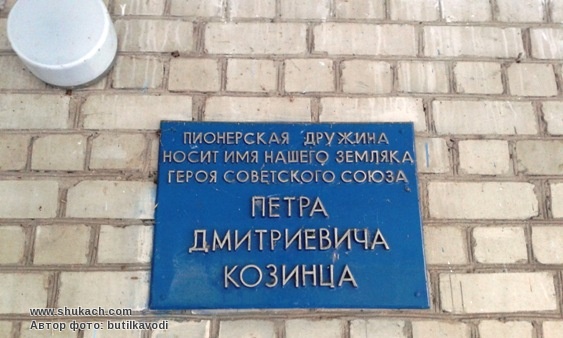 ПИОНЕРСКАЯ ДРУЖИНА
НОСИТ ИМЯ НАШЕГО ЗЕМЛЯКА
ГЕРОЯ СОВЕТСКОГО СОЮЗА
ПЕТРА
ДМИТРИЕВИЧА
КОЗИНЦА
www.shukach.com
Автор фото: butilkavodi